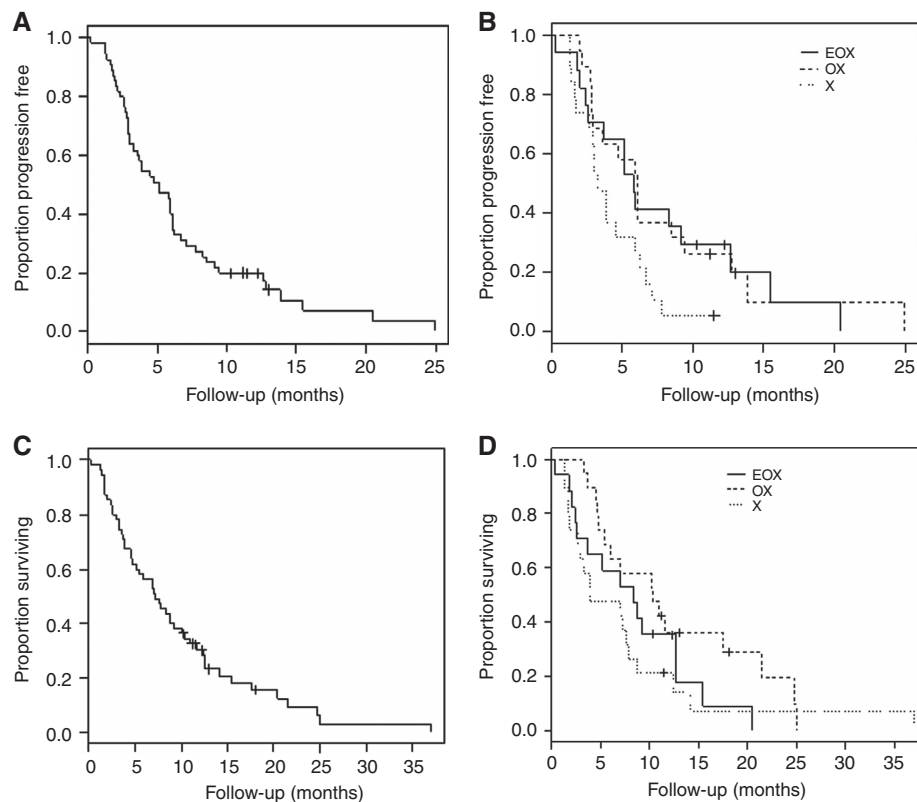 A
1.0
0.8
0.6
0.4
0.2
0.0
Proportion progression free
0 5 10 15 20 25
Follow-up (months)
B
1.0
0.8
0.6
0.4
0.2
0.0
Proportion progression free
EOX
OX
X
0 5 10 15 20 25
Follow-up (months)
C
1.0
0.8
0.6
0.4
0.2
0.0
Proportion surviving
0 5 10 15 20 25 30 35
Follow-up (months)
D
1.0
0.8
0.6
0.4
0.2
0.0
Proportion surviving
EOX
OX
X
0 5 10 15 20 25 30 35
Follow-up (months)